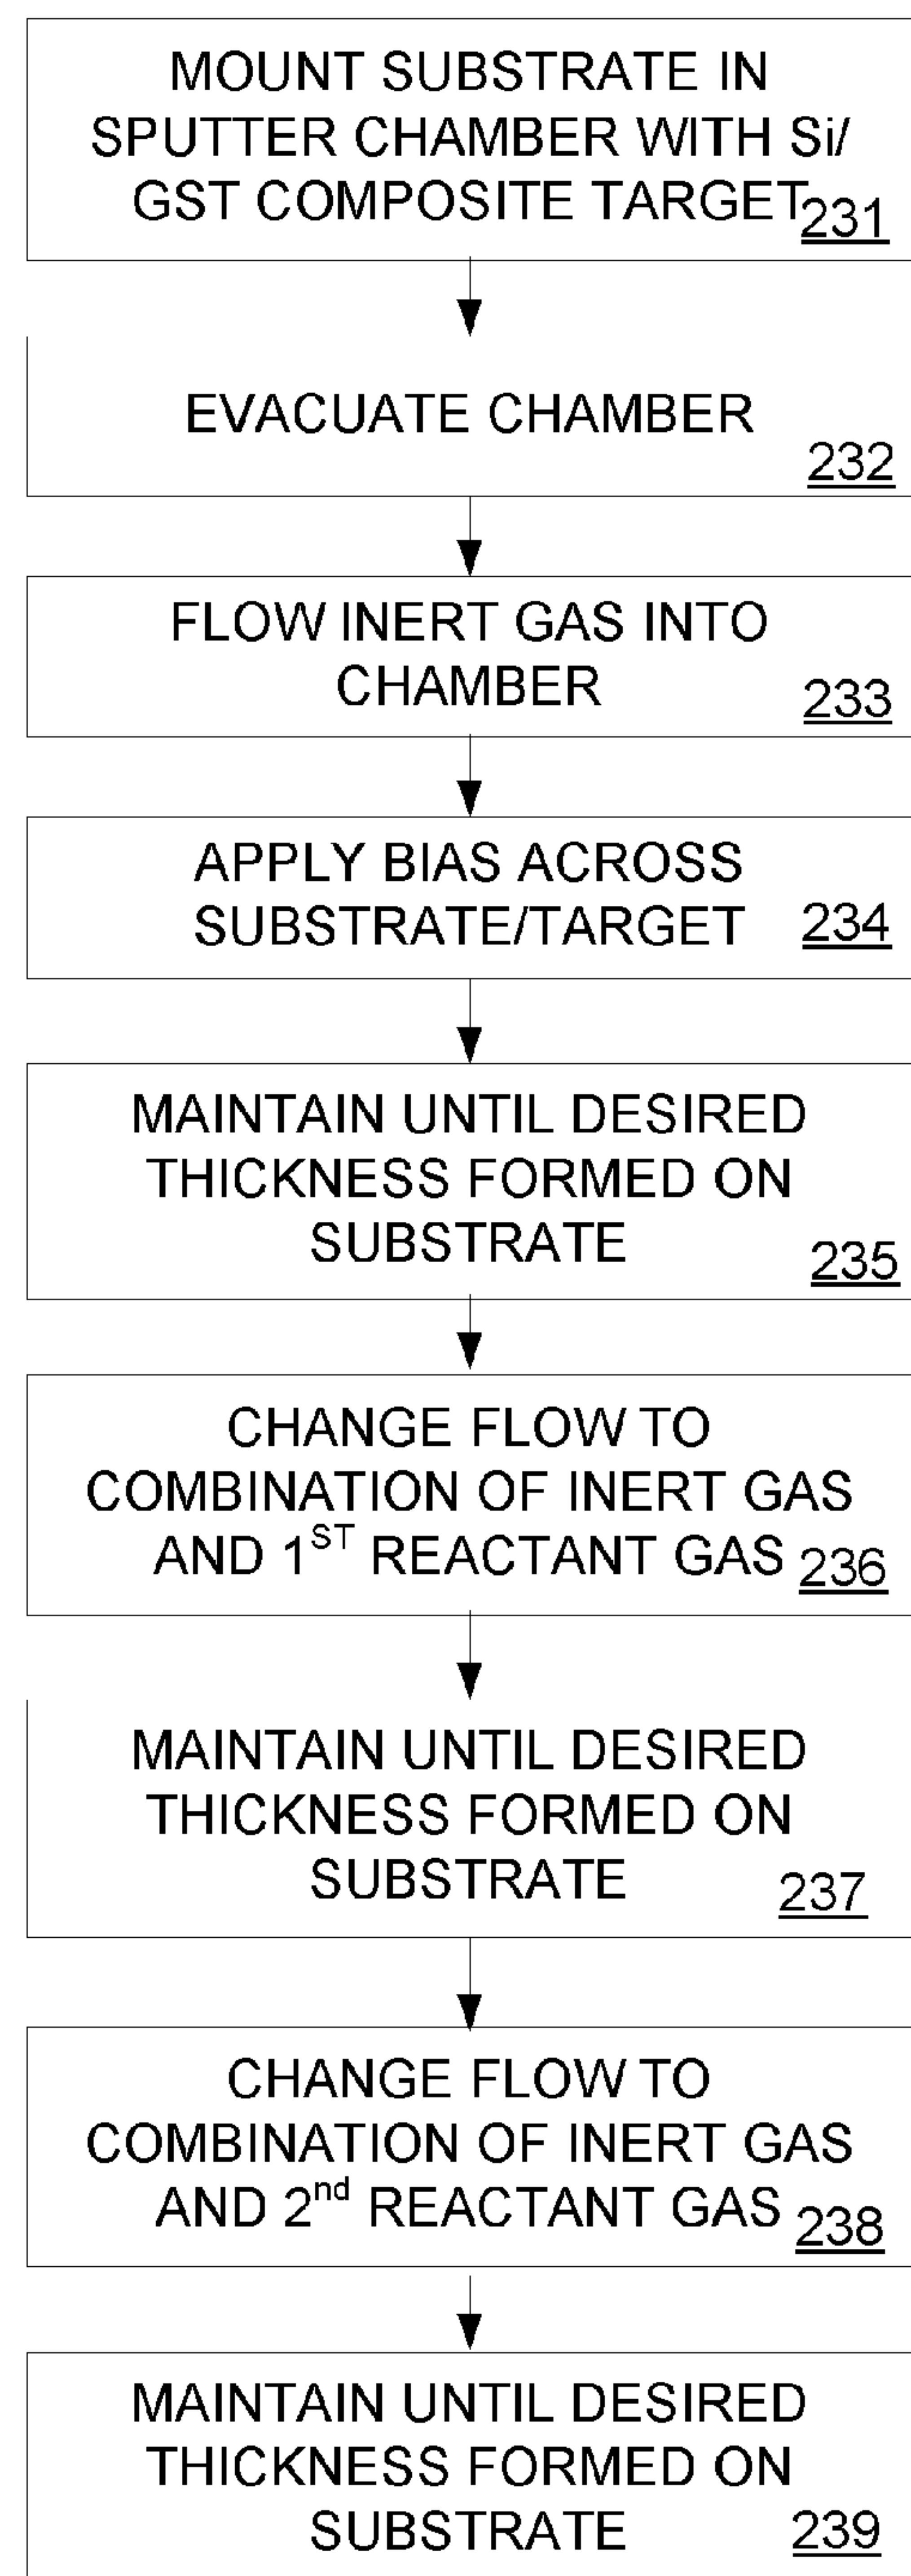 MOUNT SUBSTRATE IN
SPUTTER CHAMBER WITH Si/
GST COMPOSITE TARGET
231
EVACUATE CHAMBER
232
FLOW INERT GAS INTO
CHAMBER
233
APPLY BIAS ACROSS
SUBSTRATE/TARGET
234
MAINTAIN UNTIL DESIRED
THICKNESS FORMED ON
SUBSTRATE
235
CHANGE FLOW TO
COMBINATION OF INERT GAS
AND 1ST REACTANT GAS
236
MAINTAIN UNTIL DESIRED
THICKNESS FORMED ON
SUBSTRATE
237
CHANGE FLOW TO
COMBINATION OF INERT GAS
AND 2nd REACTANT GAS
238
MAINTAIN UNTIL DESIRED
THICKNESS FORMED ON
SUBSTRATE
239